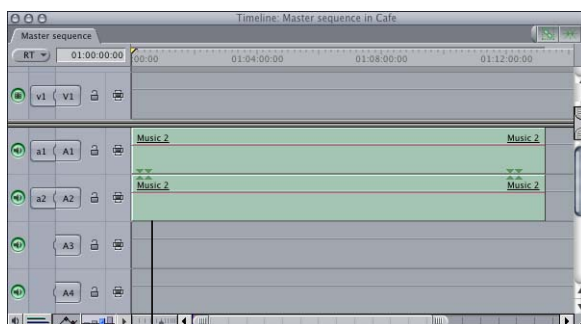 Timeline: Master sequence in Cafe
Master sequence
RT 01:00:00:00 00:00 01:04:00:00 01:08:00:00 01:12:00:00
v1 V1
a1 A1 Music 2 Music 2
a2 A2 Music 2 Music 2
A3
A4